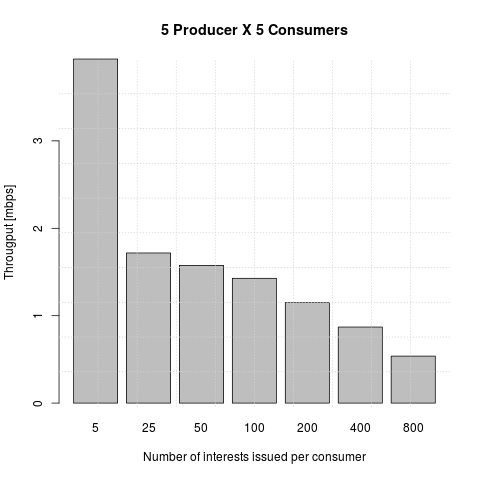 5 Producer X 5 Consumers
Througput [mbps]
3
2
1
0
5 25 50 100 200 400 800
Number of interests issued per consumer